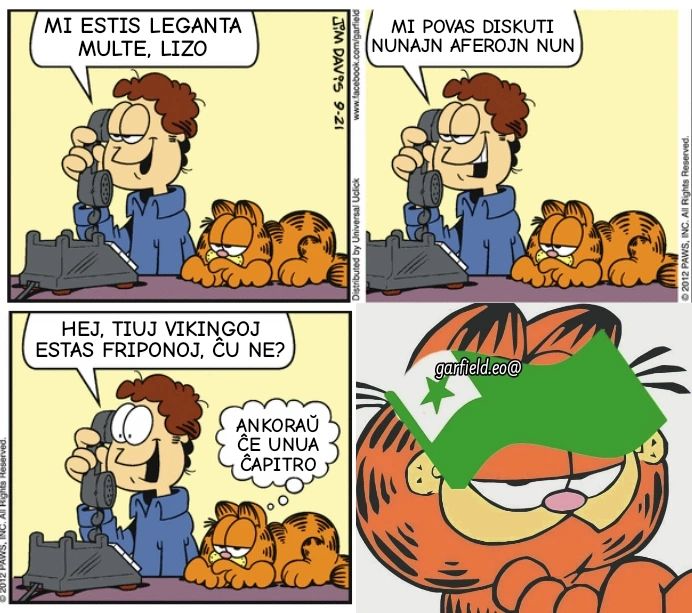 MI ESTIS LEGANTA
MULTE, LIZO
JIM DAVIS 9-21
www.facebook.com/garfield
Distributed by Universal Uclick
MI POVAS DISKUTI
NUNAJN AFEROJN NUN
© 2012 PAWS, INC. All Rights Reserved.
HEJ, TIUJ VIKINGOJ
ESTAS FRIPONOJ, ĈU NE?
ANKORAŬ
ĈE UNUA
ĈAPITRO
© 2012 PAWS, INC. All Rights Reserved.
garfield.eo@